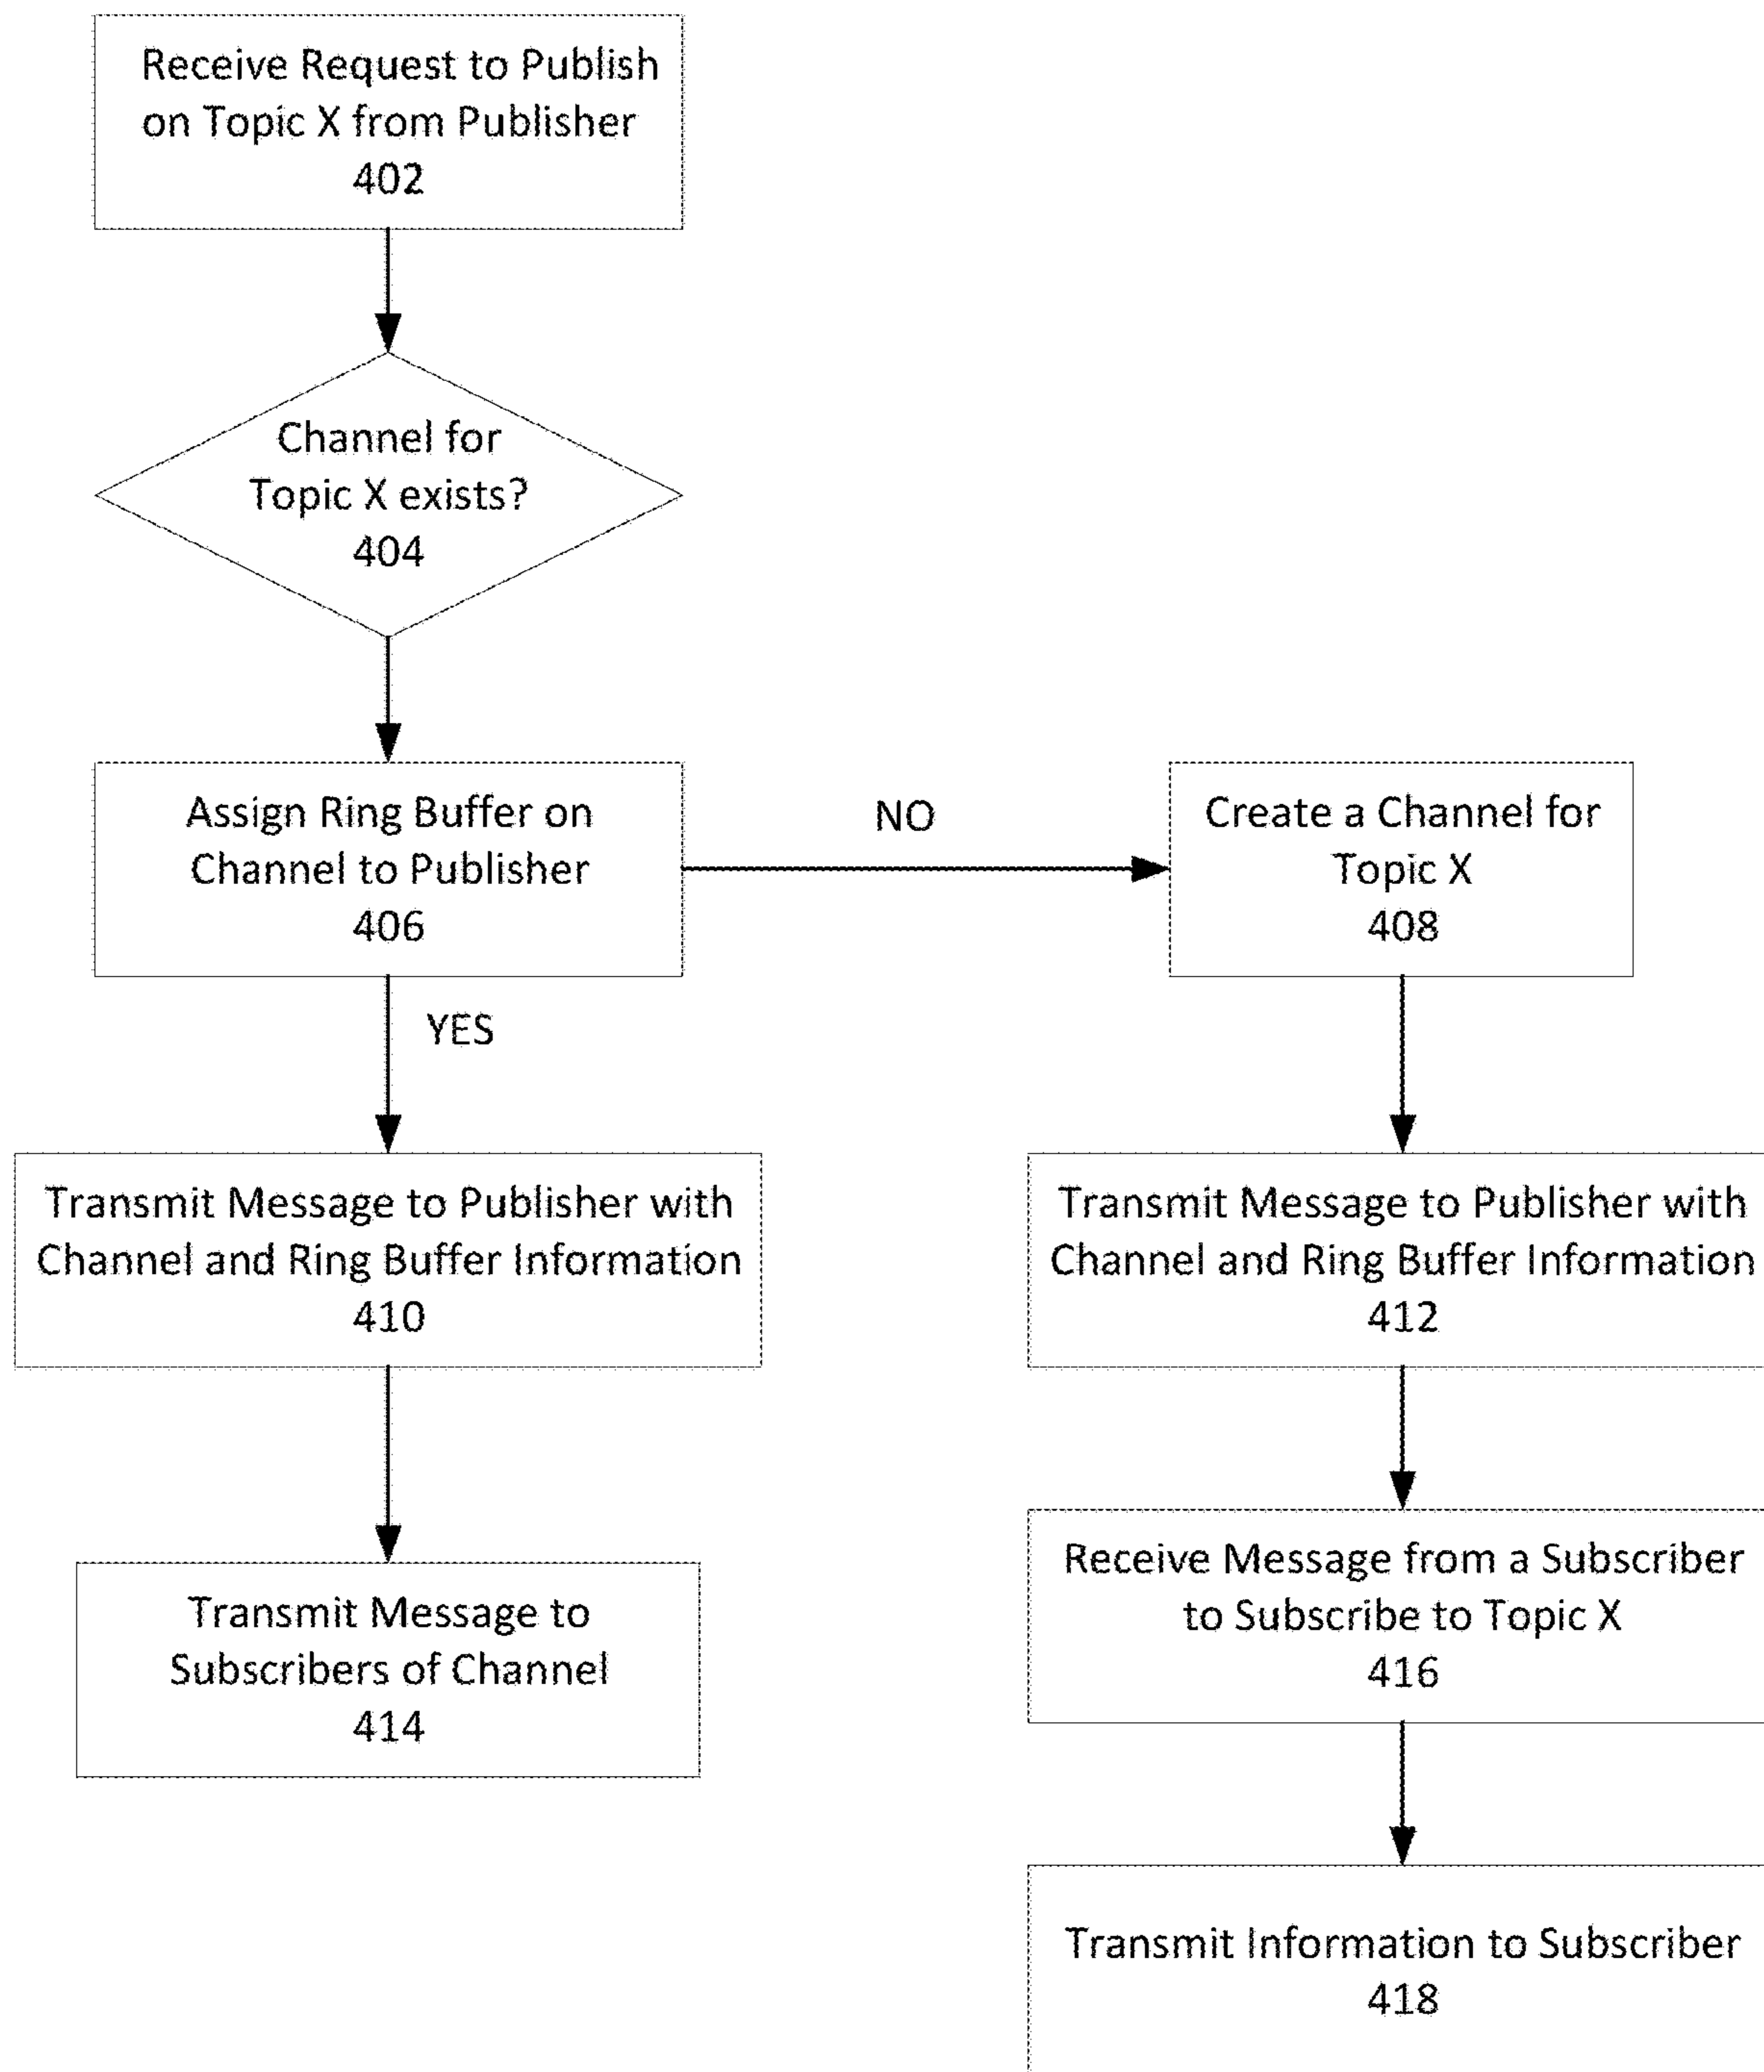 Receive Request to Publish
on Topic X from Publisher
402
Channel for
Topic X exists?
404
Assign Ring Buffer on
Channel to Publisher
406
NO
Create a Channel for
Topic X
408
YES
Transmit Message to Publisher with
Channel and Ring Buffer Information
410
Transmit Message to Publisher with
Channel and Ring Buffer Information
412
Transmit Message to
Subscribers of Channel
414
Receive Message from a Subscriber
to Subscribe to Topic X
416
Transmit Information to Subscriber
418